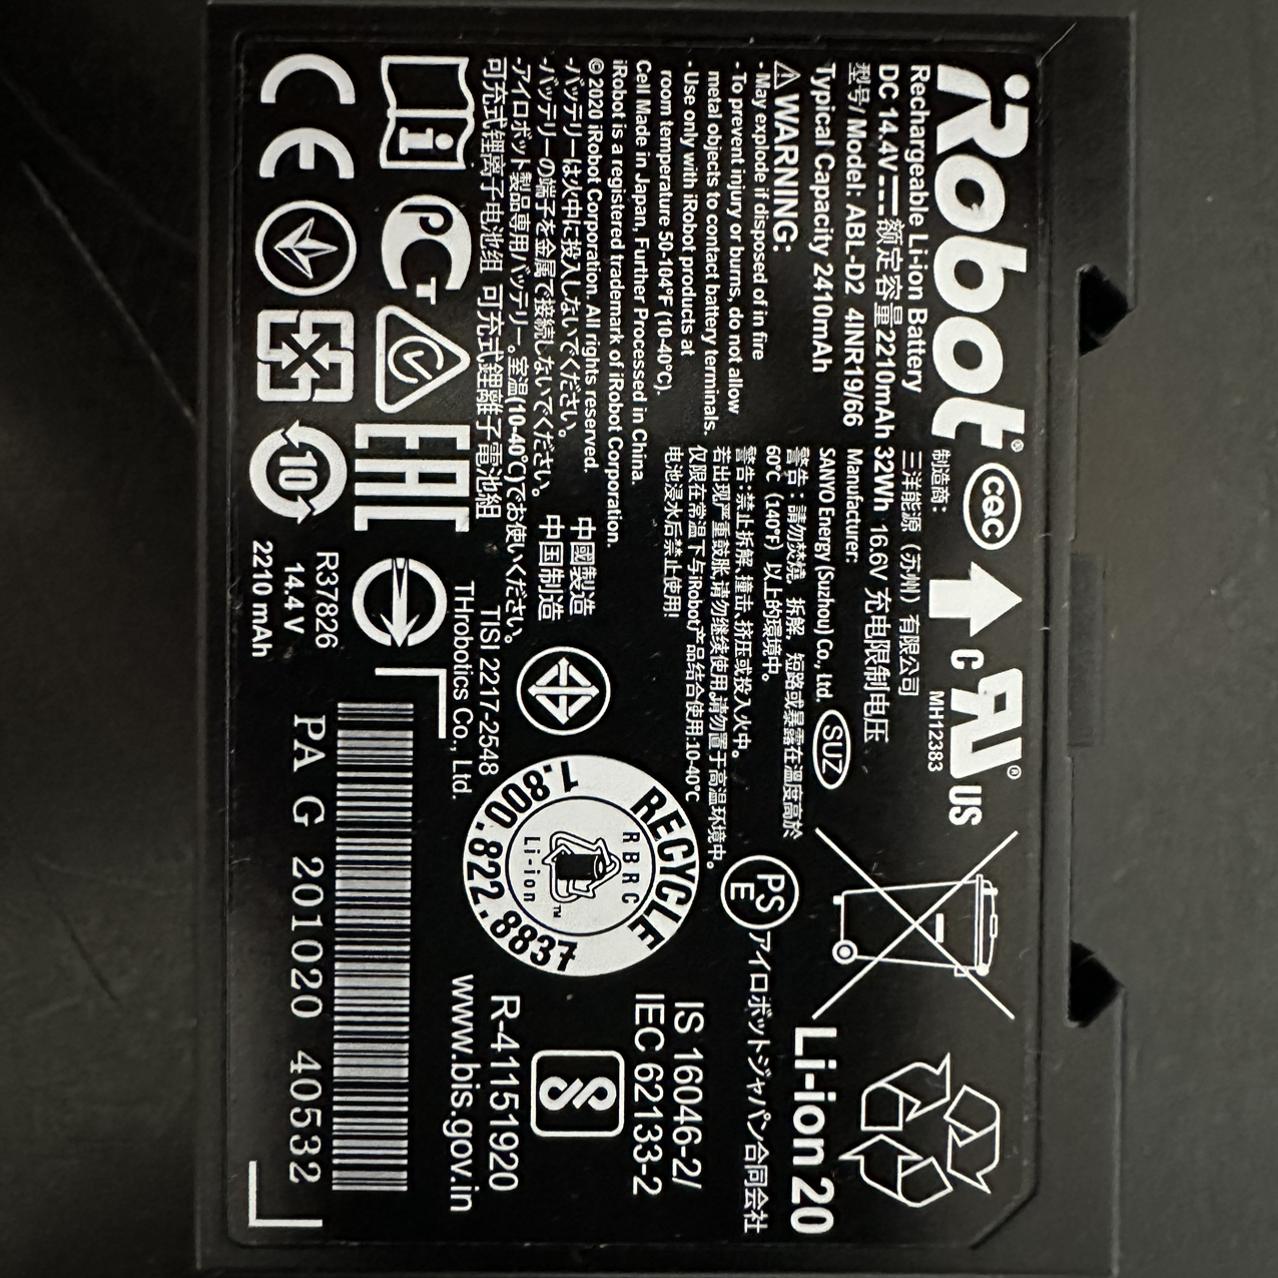 iRobot®
CQC
c UL® US
MH12383
Rechargeable Li-ion Battery
DC 14.4V 额定容量2210mAh 32Wh 16.6V 充电限制电压
型号/ Model: ABL-D2 4INR19/66
Typical Capacity 2410mAh
制造商:
三洋能源（苏州）有限公司
Manufacturer:
SANYO Energy (Suzhou) Co., Ltd.
SUZ
⚠WARNING:
- May explode if disposed of in fire
- To prevent injury or burns, do not allow
metal objects to contact battery terminals.
- Use only with iRobot products at
room temperature 50-104°F (10-40°C).
Cell Made in Japan, Further Processed in China.
iRobot is a registered trademark of iRobot Corporation.
©2020 iRobot Corporation. All rights reserved.
-バッテリーは火中に投入しないでください。
-バッテリーの端子を金属で接続しないでください。
-アイロボット製品専用バッテリー。室温(10-40℃)でお使いください。
可充式锂离子电池组 可充式鋰離子電池組
警告：請勿焚燒，拆解，短路或暴露在溫度高於
60℃（140℉）以上的環境中。
警告:禁止拆解、撞击、挤压或投入火中。
若出现严重鼓胀,请勿继续使用。请勿置于高温环境中。
仅限在常温下与iRobot产品结合使用:10-40℃
电池浸水后禁止使用!
中國製造
中国制造
PS
E
アイロボットジャパン合同会社
Li-ion 20
RECYCLE
RBRC
Li-ion
™
1.800.822.8837
IS 16046-2/
IEC 62133-2
R-41151920
www.bis.gov.in
TISI 2217-2548
THrobotics Co., Ltd.
i
PCT
EAC
CE
10
R37826
14.4 V
2210 mAh
PA G 201020 40532